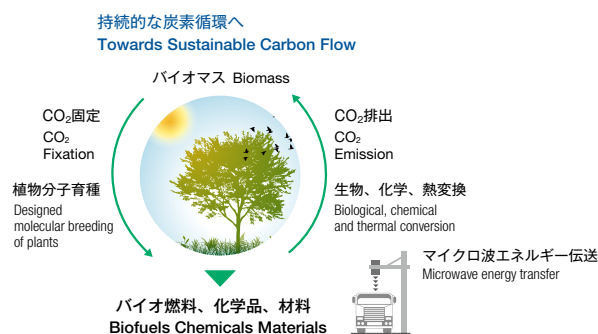 持続的な炭素循環へ
Towards Sustainable Carbon Flow
バイオマス Biomass
CO₂固定
CO₂
Fixation
植物分子育種
Designed
molecular breeding
of plants
CO₂排出
CO₂
Emission
生物、化学、熱変換
Biological, chemical
and thermal conversion
マイクロ波エネルギー伝送
Microwave energy transfer
バイオ燃料、化学品、材料
Biofuels Chemicals Materials